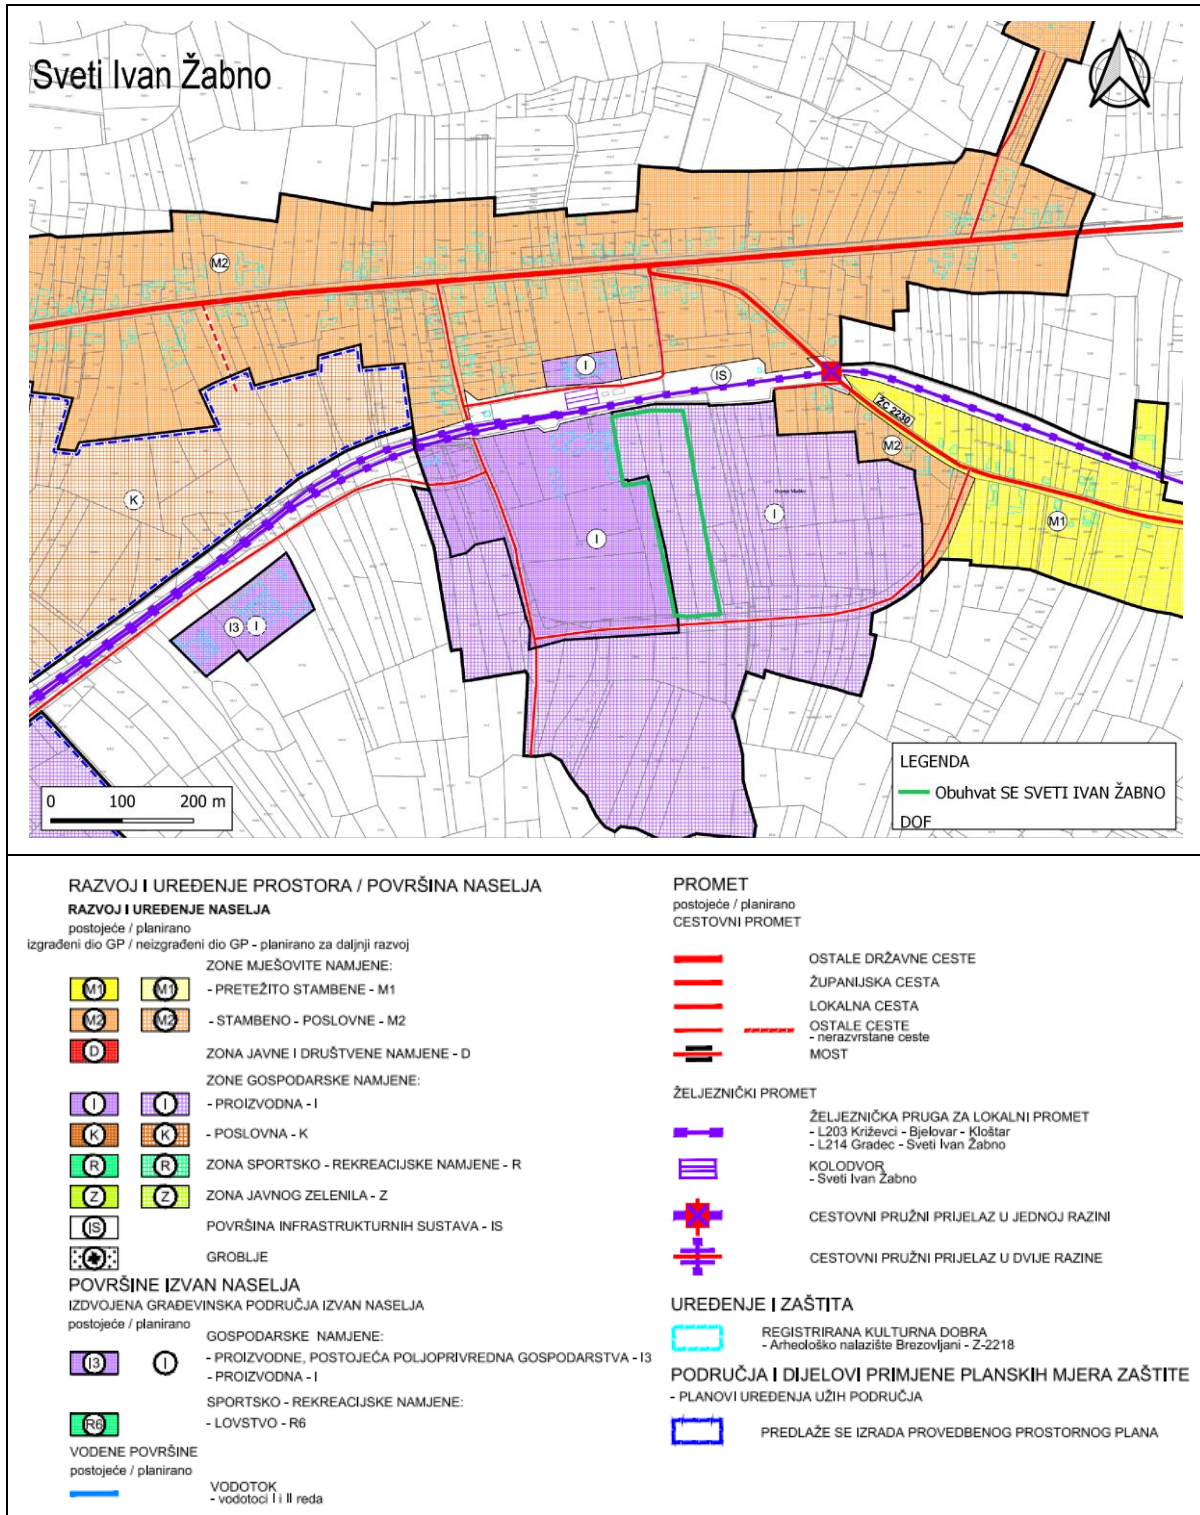 Sveti Ivan Žabno
M2
I
IS
ŽC 2230
M2
K
I
I
M1
I3
I
LEGENDA
Obuhvat SE SVETI IVAN ŽABNO
DOF
0 100 200 m
RAZVOJ I UREĐENJE PROSTORA / POVRŠINA NASELJA
RAZVOJ I UREĐENJE NASELJA
postojeće / planirano
izgrađeni dio GP / neizgrađeni dio GP - planirano za daljnji razvoj
ZONE MJEŠOVITE NAMJENE:
M1 M1 - PRETEŽITO STAMBENE - M1
M2 M2 - STAMBENO - POSLOVNE - M2
D ZONA JAVNE I DRUŠTVENE NAMJENE - D
ZONE GOSPODARSKE NAMJENE:
I I - PROIZVODNA - I
K K - POSLOVNA - K
R R ZONA SPORTSKO - REKREACIJSKE NAMJENE - R
Z Z ZONA JAVNOG ZELENILA - Z
IS POVRŠINA INFRASTRUKTURNIH SUSTAVA - IS
GROBLJE
POVRŠINE IZVAN NASELJA
IZDVOJENA GRAĐEVINSKA PODRUČJA IZVAN NASELJA
postojeće / planirano
GOSPODARSKE NAMJENE:
I3 I - PROIZVODNE, POSTOJEĆA POLJOPRIVREDNA GOSPODARSTVA - I3
- PROIZVODNA - I
SPORTSKO - REKREACIJSKE NAMJENE:
R6 - LOVSTVO - R6
VODENE POVRŠINE
postojeće / planirano
VODOTOK
- vodotoci I i II reda
PROMET
postojeće / planirano
CESTOVNI PROMET
OSTALE DRŽAVNE CESTE
ŽUPANIJSKA CESTA
LOKALNA CESTA
OSTALE CESTE
- nerazvrstane ceste
MOST
ŽELJEZNIČKI PROMET
ŽELJEZNIČKA PRUGA ZA LOKALNI PROMET
- L203 Križevci - Bjelovar - Kloštar
- L214 Gradec - Sveti Ivan Žabno
KOLODVOR
- Sveti Ivan Žabno
CESTOVNI PRUŽNI PRIJELAZ U JEDNOJ RAZINI
CESTOVNI PRUŽNI PRIJELAZ U DVIJE RAZINE
UREĐENJE I ZAŠTITA
REGISTRIRANA KULTURNA DOBRA
- Arheološko nalazište Brezovljani - Z-2218
PODRUČJA I DIJELOVI PRIMJENE PLANSKIH MJERA ZAŠTITE
- PLANOVI UREĐENJA UŽIH PODRUČJA
PREDLAŽE SE IZRADA PROVEDBENOG PROSTORNOG PLANA